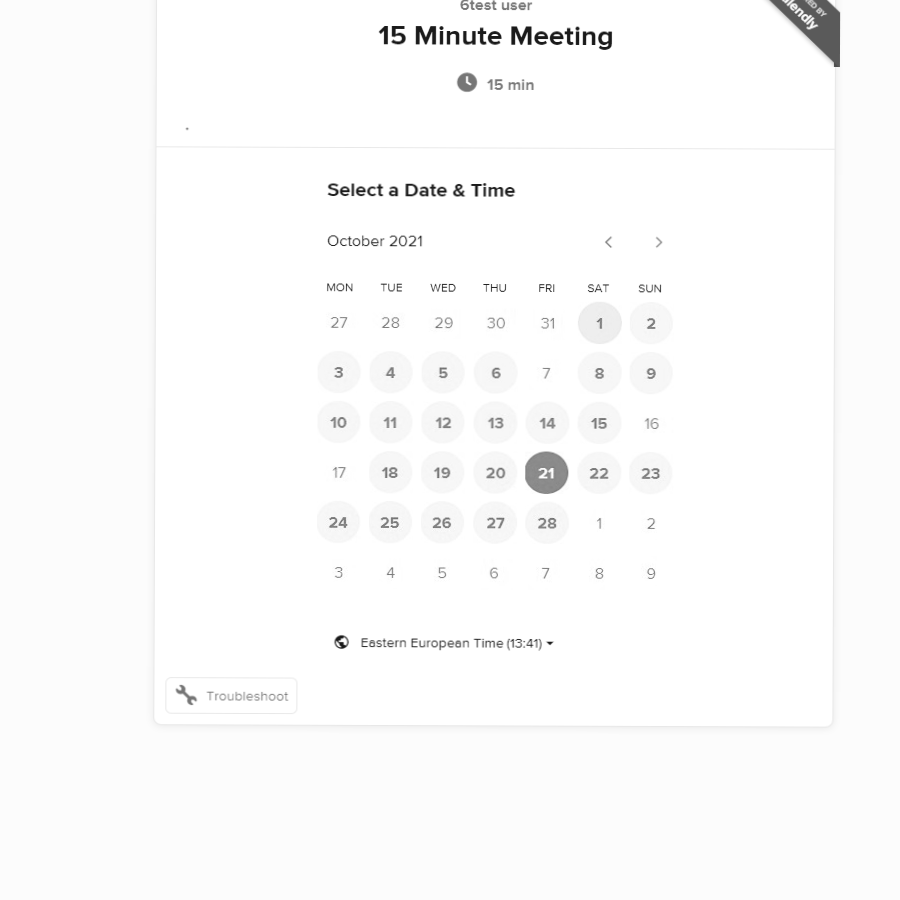 6test user
15 Minute Meeting
15 min
.
Select a Date & Time
October 2021
MON TUE WED THU FRI SAT SUN
27 28 29 30 31 1 2
3 4 5 6 7 8 9
10 11 12 13 14 15 16
17 18 19 20 21 22 23
24 25 26 27 28 1 2
3 4 5 6 7 8 9
Eastern European Time (13:41)
Troubleshoot